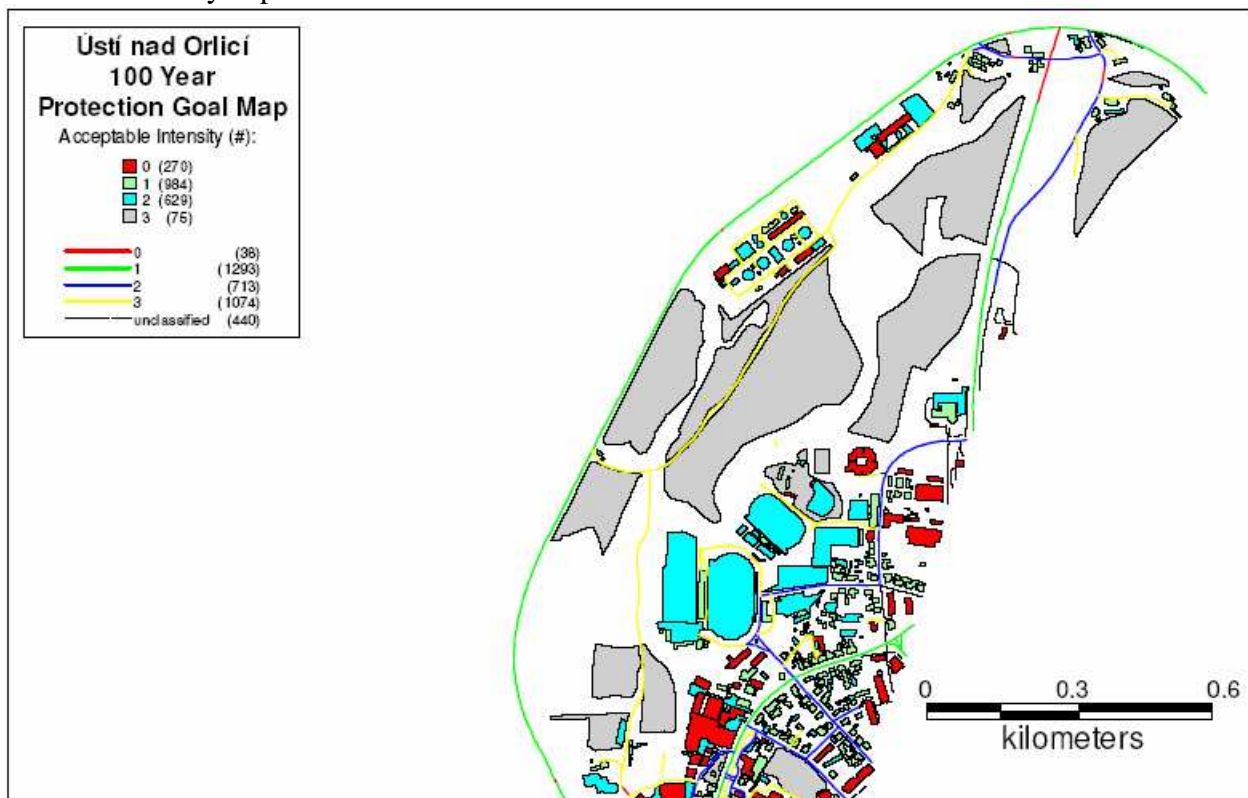 Ústí nad Orlicí
100 Year
Protection Goal Map
Acceptable Intensity (#):
0 (270)
1 (984)
2 (629)
3 (75)
0 (38)
1 (1293)
2 (713)
3 (1074)
unclassified (440)
0 0.3 0.6
kilometers